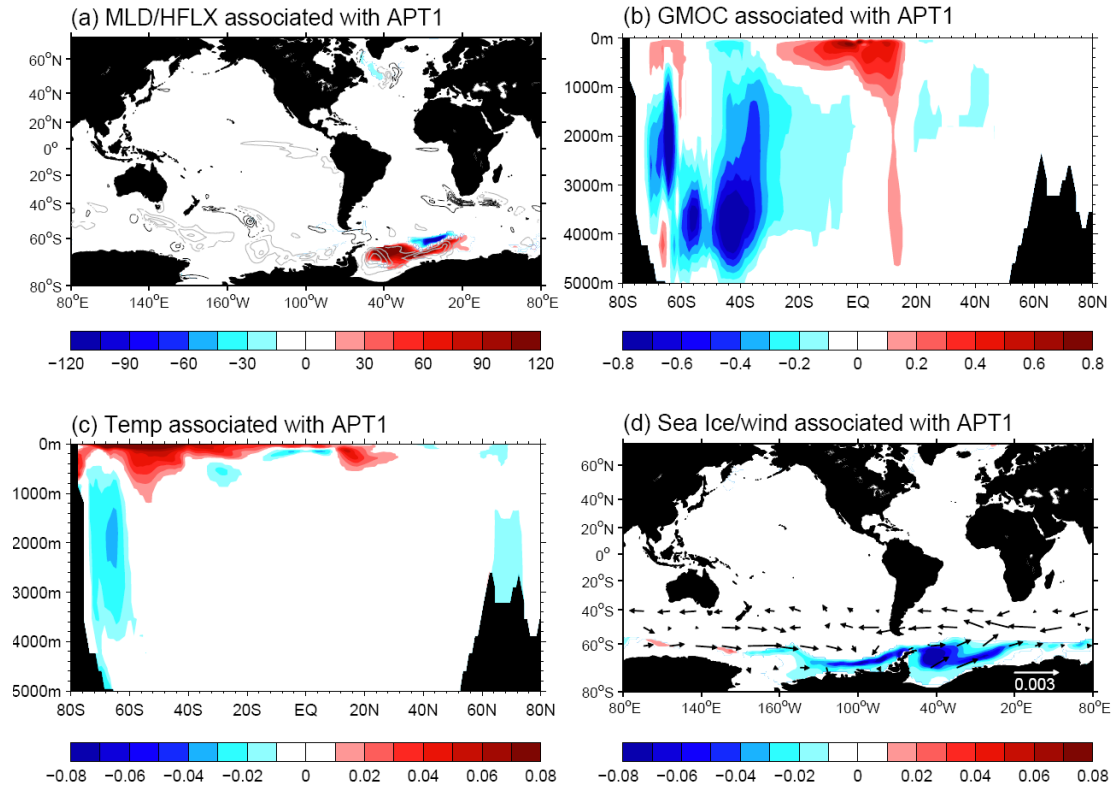 (a) MLD/HFLX associated with APT1
60°N
40°N
20°N
0°
20°S
40°S
60°S
80°S
80°E 140°E 160°W 100°W 40°W 20°E 80°E
−120 −90 −60 −30 0 30 60 90 120
(b) GMOC associated with APT1
0m
1000m
2000m
3000m
4000m
5000m
80S 60S 40S 20S EQ 20N 40N 60N 80N
−0.8 −0.6 −0.4 −0.2 0 0.2 0.4 0.6 0.8
(c) Temp associated with APT1
0m
1000m
2000m
3000m
4000m
5000m
80S 60S 40S 20S EQ 20N 40N 60N 80N
−0.08 −0.06 −0.04 −0.02 0 0.02 0.04 0.06 0.08
(d) Sea Ice/wind associated with APT1
60°N
40°N
20°N
0°
20°S
40°S
60°S
80°S
0.003
80°E 140°E 160°W 100°W 40°W 20°E 80°E
−0.08 −0.06 −0.04 −0.02 0 0.02 0.04 0.06 0.08